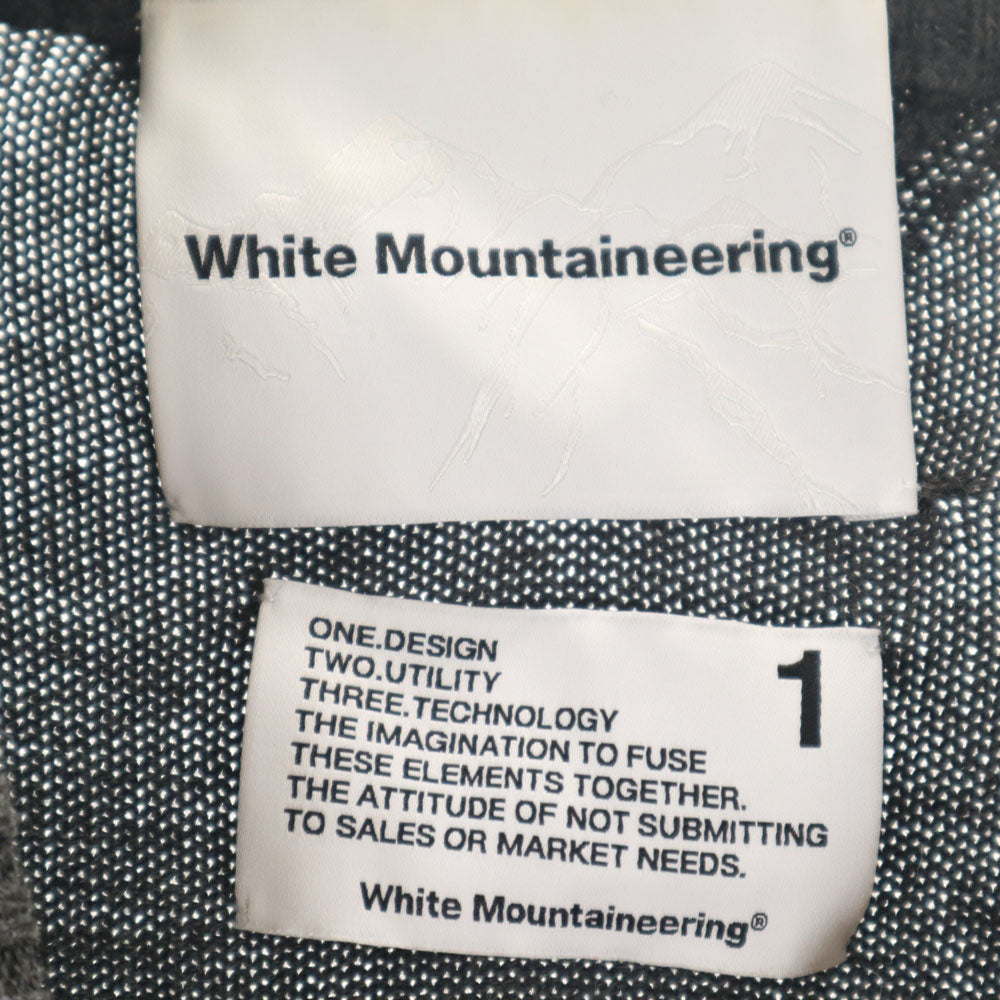 White Mountaineering®
ONE.DESIGN
TWO.UTILITY
THREE.TECHNOLOGY
THE IMAGINATION TO FUSE
THESE ELEMENTS TOGETHER.
THE ATTITUDE OF NOT SUBMITTING
TO SALES OR MARKET NEEDS.
1
White Mountaineering®